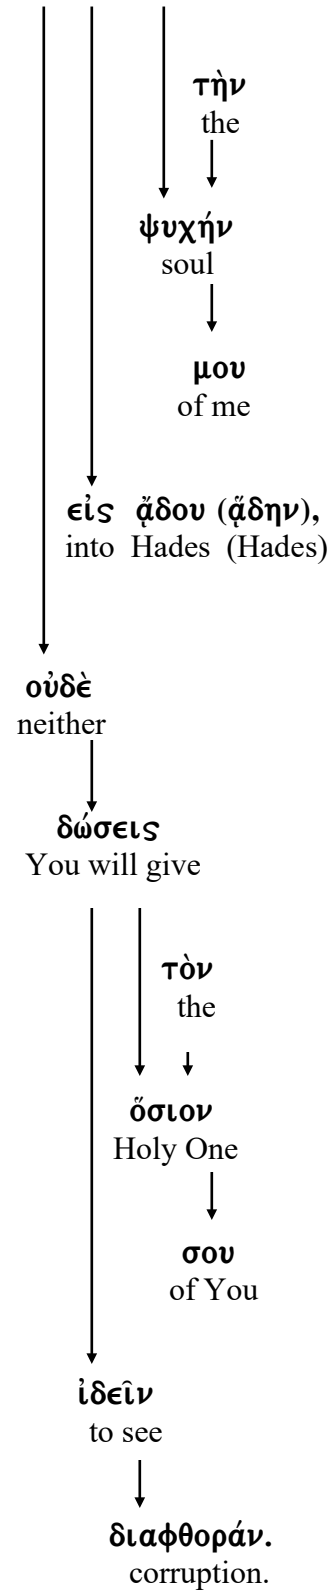 τὴν
the
ψυχήν
soul
μου
of me
εἰς ᾄδου (ᾅδην),
into Hades (Hades)
οὐδὲ
neither
δώσεις
You will give
τὸν
the
ὅσιον
Holy One
σου
of You
ἰδεῖν
to see
διαφθοράν.
corruption.